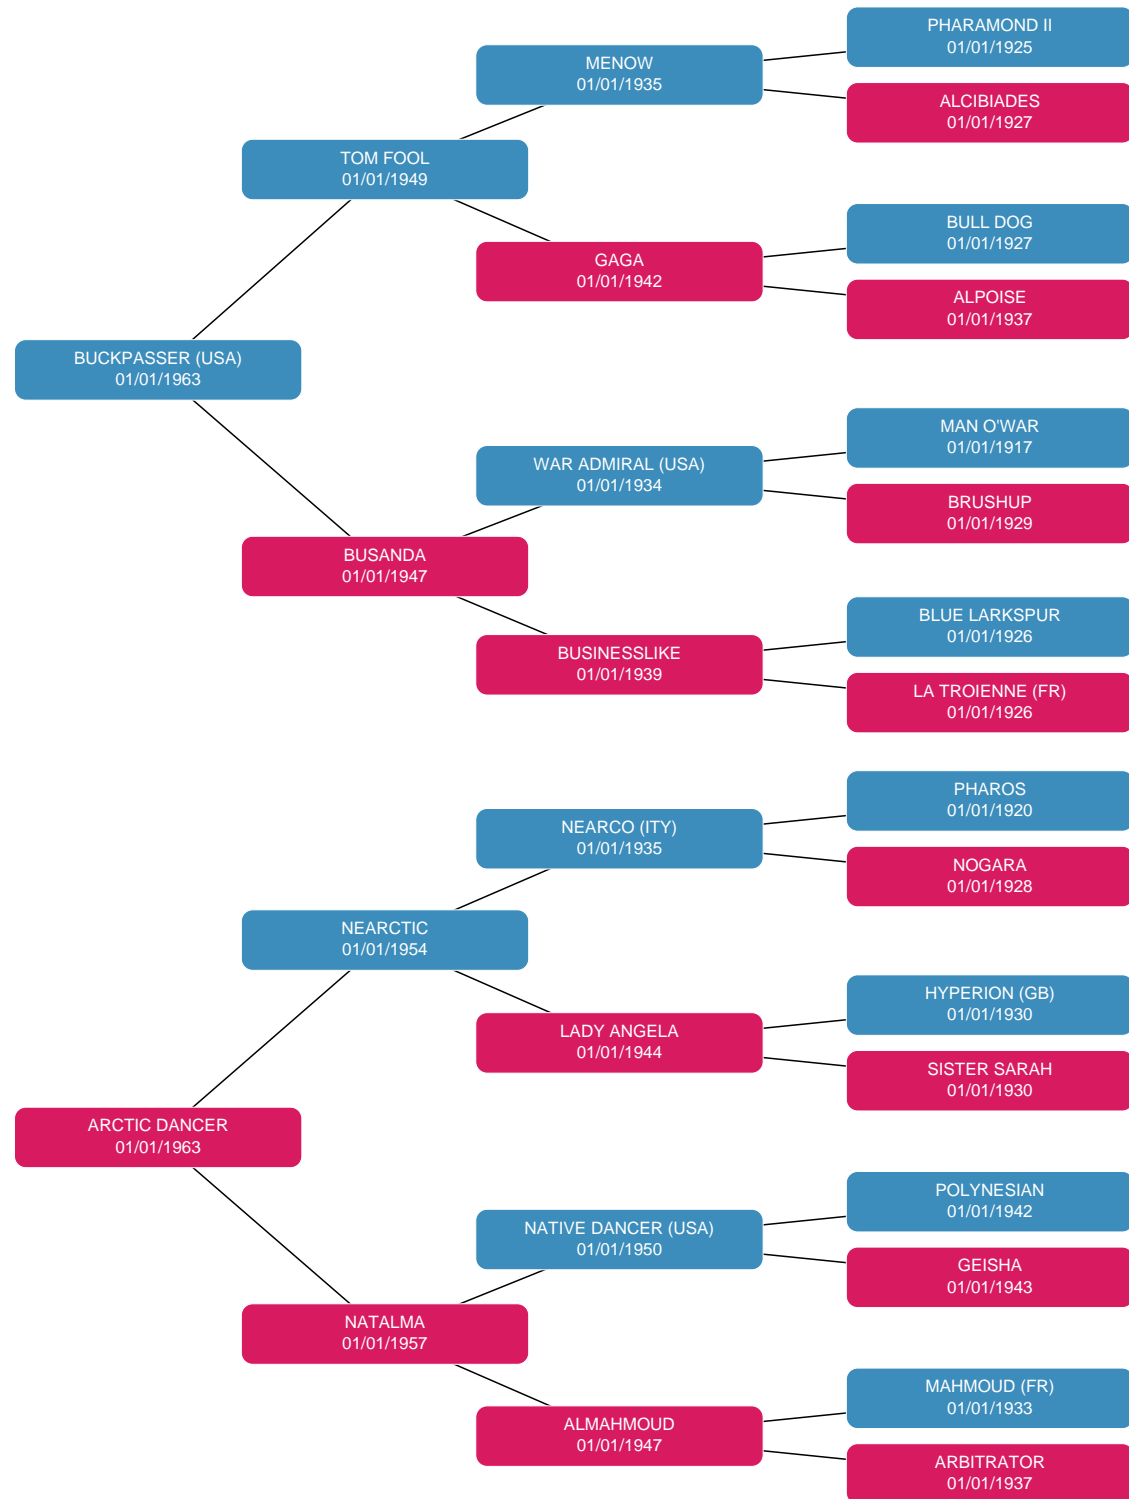 PHARAMOND II
01/01/1925
MENOW
01/01/1935
ALCIBIADES
01/01/1927
TOM FOOL
01/01/1949
BULL DOG
01/01/1927
GAGA
01/01/1942
ALPOISE
01/01/1937
BUCKPASSER (USA)
01/01/1963
MAN O'WAR
01/01/1917
WAR ADMIRAL (USA)
01/01/1934
BRUSHUP
01/01/1929
BUSANDA
01/01/1947
BLUE LARKSPUR
01/01/1926
BUSINESSLIKE
01/01/1939
LA TROIENNE (FR)
01/01/1926
PHAROS
01/01/1920
NEARCO (ITY)
01/01/1935
NOGARA
01/01/1928
NEARCTIC
01/01/1954
HYPERION (GB)
01/01/1930
LADY ANGELA
01/01/1944
SISTER SARAH
01/01/1930
ARCTIC DANCER
01/01/1963
POLYNESIAN
01/01/1942
NATIVE DANCER (USA)
01/01/1950
GEISHA
01/01/1943
NATALMA
01/01/1957
MAHMOUD (FR)
01/01/1933
ALMAHMOUD
01/01/1947
ARBITRATOR
01/01/1937